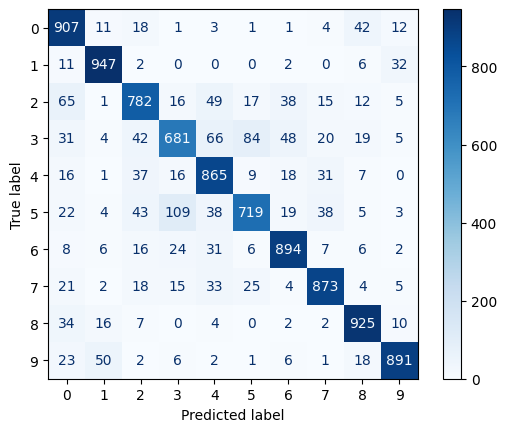 0 907 11 18 1 3 1 1 4 42 12
1 11 947 2 0 0 0 2 0 6 32
2 65 1 782 16 49 17 38 15 12 5
3 31 4 42 681 66 84 48 20 19 5
4 16 1 37 16 865 9 18 31 7 0
5 22 4 43 109 38 719 19 38 5 3
6 8 6 16 24 31 6 894 7 6 2
7 21 2 18 15 33 25 4 873 4 5
8 34 16 7 0 4 0 2 2 925 10
9 23 50 2 6 2 1 6 1 18 891
0 1 2 3 4 5 6 7 8 9
Predicted label
True label
800
600
400
200
0